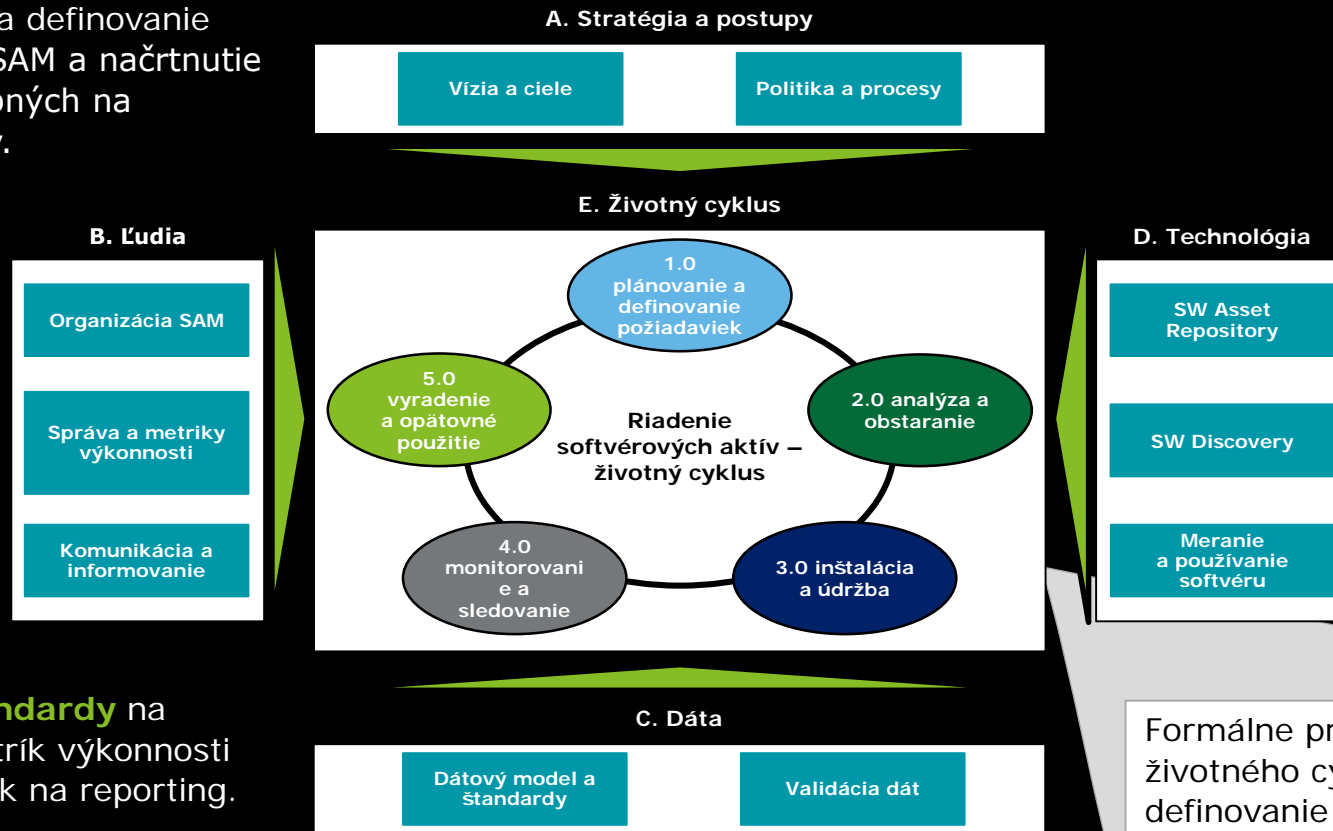 a definovanie
SAM a načrtnutie
na
A. Stratégia a postupy
Vízia a ciele
Politika a procesy
E. Životný cyklus
B. Ľudia
Organizácia SAM
Správa a metriky
výkonnosti
Komunikácia a
informovanie
1.0
plánovanie a
definovanie
požiadaviek
2.0 analýza a
obstaranie
3.0 inštalácia
a údržba
4.0
monitorovani
e a
sledovanie
5.0
vyradenie
a opätovné
použitie
Riadenie
softvérových aktív –
životný cyklus
D. Technológia
SW Asset
Repository
SW Discovery
Meranie
a používanie
softvéru
C. Dáta
Dátový model a
štandardy
Validácia dát
ndardy na
trík výkonnosti
k na reporting.
Formálne pr
životného cy
definovanie